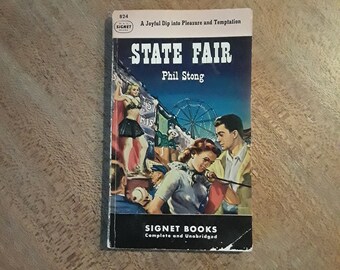 824
SIGNET
A Joyful Dip into Pleasure and Temptation
STATE FAIR
Phil Stong
SIGNET BOOKS
Complete and Unabridged